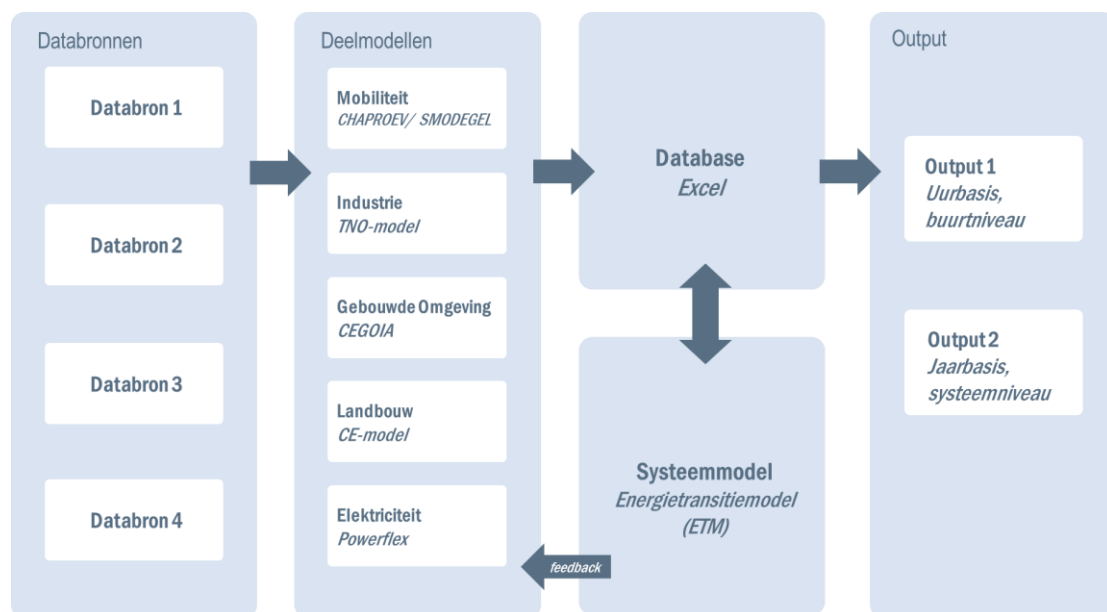 Databronnen
Databron 1
Databron 2
Databron 3
Databron 4
Deelmodellen
Mobiliteit
CHAPROEV/ SMODEGEL
Industrie
TNO-model
Gebouwde Omgeving
CEGOIA
Landbouw
CE-model
Elektriciteit
Powerflex
Database
Excel
Systeemmodel
Energietransitiemodel
(ETM)
feedback
Output
Output 1
Uurbasis,
buurtniveau
Output 2
Jaarbasis,
systeemniveau